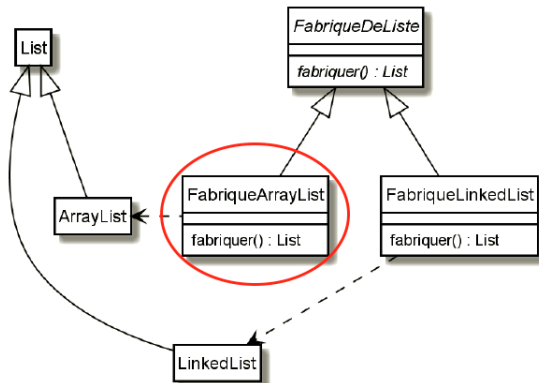 FabriqueDeListe
fabriquer() : List
List
FabriqueArrayList
fabriquer() : List
FabriqueLinkedList
fabriquer() : List
ArrayList
LinkedList